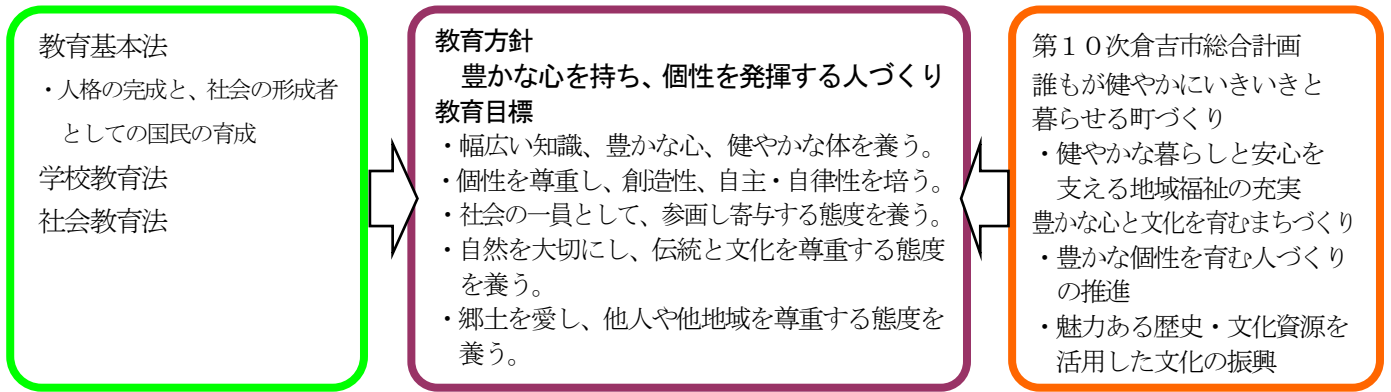 教育基本法
・人格の完成と、社会の形成者
としての国民の育成
学校教育法
社会教育法
教育方針
豊かな心を持ち、個性を発揮する人づくり
教育目標
・幅広い知識、豊かな心、健やかな体を養う。
・個性を尊重し、創造性、自主・自律性を培う。
・社会の一員として、参画し寄与する態度を養う。
・自然を大切にし、伝統と文化を尊重する態度
を養う。
・郷土を愛し、他人や他地域を尊重する態度を
養う。
第１０次倉吉市総合計画
誰もが健やかにいきいきと
暮らせる町づくり
・健やかな暮らしと安心を
支える地域福祉の充実
豊かな心と文化を育むまちづくり
・豊かな個性を育む人づくり
の推進
・魅力ある歴史・文化資源を
活用した文化の振興